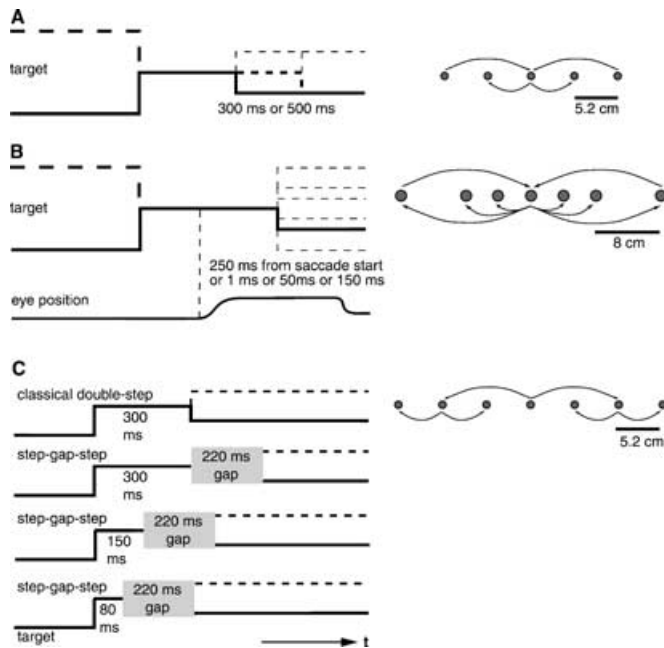 A
target
300 ms or 500 ms
5.2 cm
B
target
250 ms from saccade start
or 1 ms or 50ms or 150 ms
eye position
8 cm
C
classical double-step
300
ms
step-gap-step
300
ms
220 ms
gap
step-gap-step
150
ms
220 ms
gap
step-gap-step
80
ms
220 ms
gap
target
t
5.2 cm